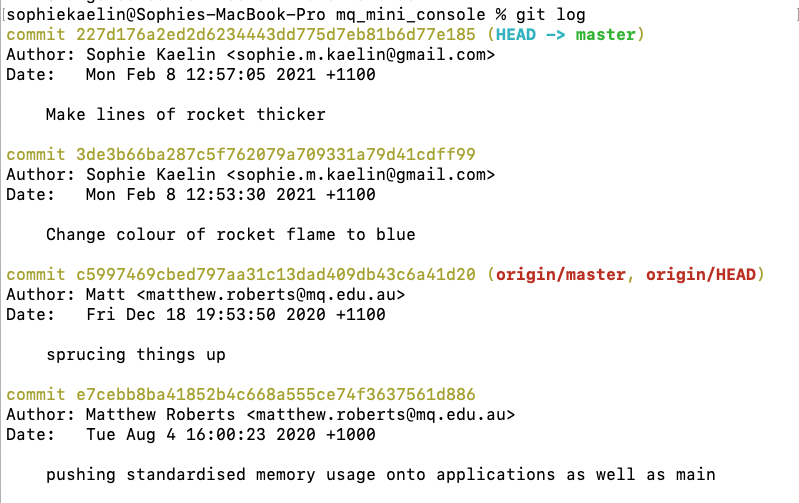 [sophiekaelin@Sophies-MacBook-Pro mq_mini_console % git log ]
commit 227d176a2ed2d6234443dd775d7eb81b6d77e185 (HEAD -> master)
Author: Sophie Kaelin <sophie.m.kaelin@gmail.com>
Date:   Mon Feb 8 12:57:05 2021 +1100
Make lines of rocket thicker
commit 3de3b66ba287c5f762079a709331a79d41cdff99
Author: Sophie Kaelin <sophie.m.kaelin@gmail.com>
Date:   Mon Feb 8 12:53:30 2021 +1100
Change colour of rocket flame to blue
commit c5997469cbed797aa31c13dad409db43c6a41d20 (origin/master, origin/HEAD)
Author: Matt <matthew.roberts@mq.edu.au>
Date:   Fri Dec 18 19:53:50 2020 +1100
sprucing things up
commit e7cebb8ba41852b4c668a555ce74f3637561d886
Author: Matthew Roberts <matthew.roberts@mq.edu.au>
Date:   Tue Aug 4 16:00:23 2020 +1000
pushing standardised memory usage onto applications as well as main